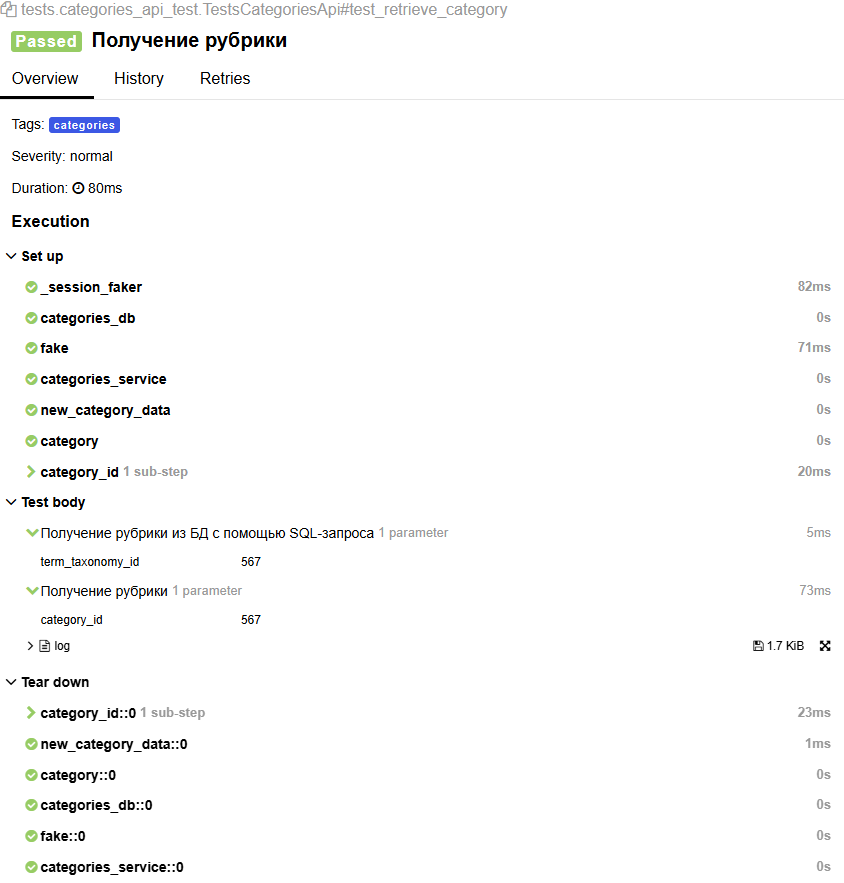 tests.categories_api_test.TestsCategoriesApi#test_retrieve_category
Passed Получение рубрики
Overview History Retries
Tags: categories
Severity: normal
Duration: 80ms
Execution
Set up
_session_faker 82ms
categories_db 0s
fake 71ms
categories_service 0s
new_category_data 0s
category 0s
category_id 1 sub-step 20ms
Test body
Получение рубрики из БД с помощью SQL-запроса 1 parameter 5ms
term_taxonomy_id 567
Получение рубрики 1 parameter 73ms
category_id 567
log 1.7 KiB
Tear down
category_id::0 1 sub-step 23ms
new_category_data::0 1ms
category::0 0s
categories_db::0 0s
fake::0 0s
categories_service::0 0s